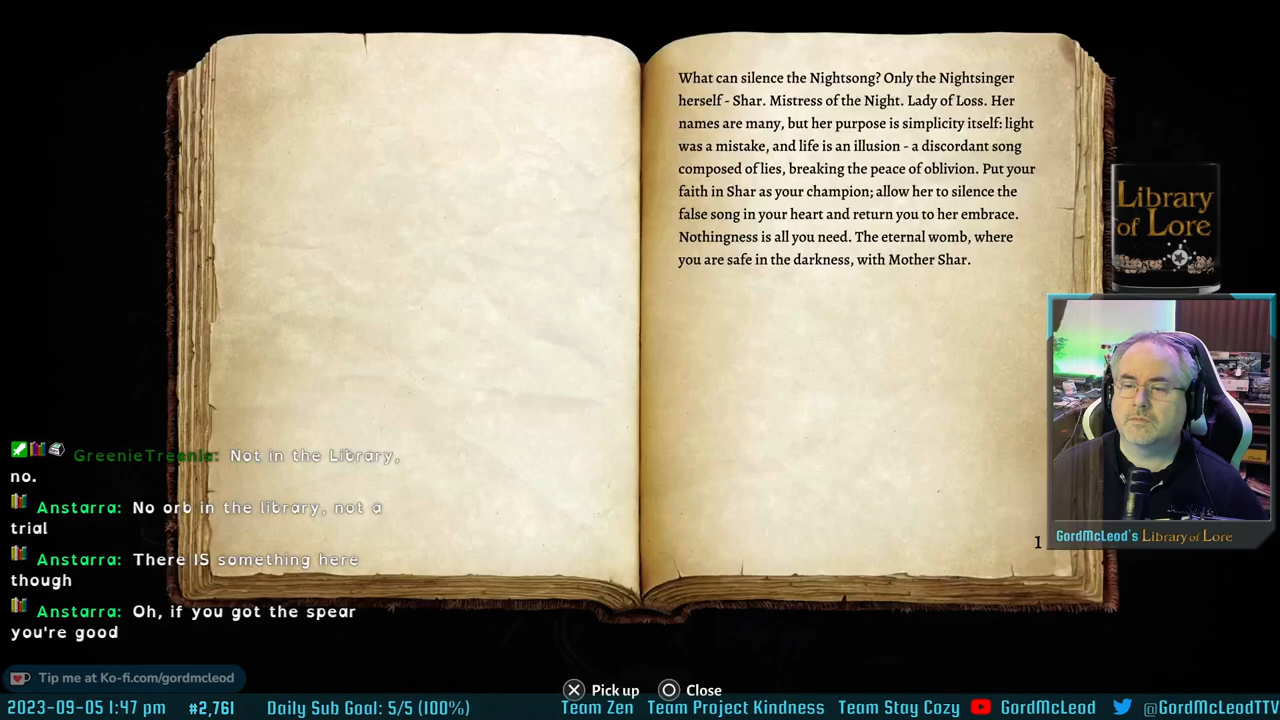 What can silence the Nightsong? Only the Nightsinger
herself - Shar. Mistress of the Night. Lady of Loss. Her
names are many, but her purpose is simplicity itself: light
was a mistake, and life is an illusion - a discordant song
composed of lies, breaking the peace of oblivion. Put your
faith in Shar as your champion; allow her to silence the
false song in your heart and return you to her embrace.
Nothingness is all you need. The eternal womb, where
you are safe in the darkness, with Mother Shar.
1
Library
of Lore
GordMcLeod's Library of Lore
GreenieTreenie: Not in the Library,
no.
Anstarra: No orb in the library, not a
trial
Anstarra: There IS something here
though
Anstarra: Oh, if you got the spear
you're good
Tip me at Ko-fi.com/gordmcleod
Pick up Close
2023-09-05 1:47 pm #2,761 Daily Sub Goal: 5/5 (100%) Team Zen Team Project Kindness Team Stay Cozy GordMcLeod @GordMcLeodTTV